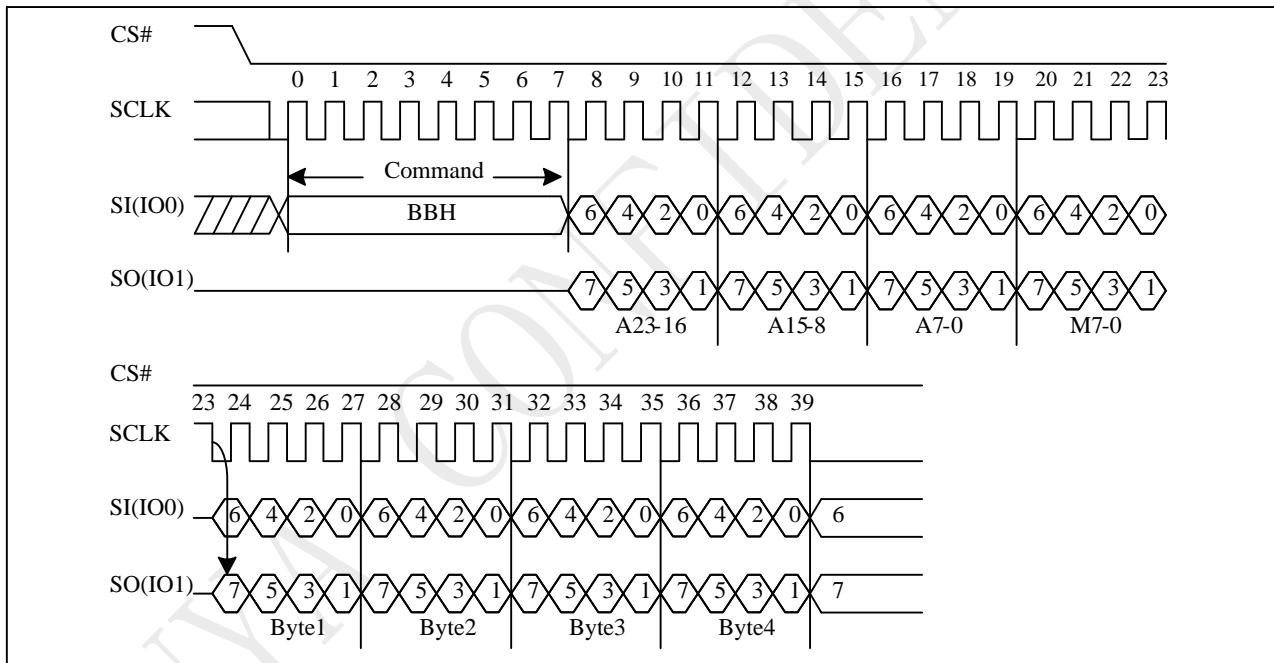 CS#
0 1 2 3 4 5 6 7 8 9 10 11 12 13 14 15 16 17 18 19 20 21 22 23
SCLK
Command
SI(IO0)
BBH 6 4 2 0 6 4 2 0 6 4 2 0 6 4 2 0
SO(IO1)
7 5 3 1 7 5 3 1 7 5 3 1 7 5 3 1
A23-16 A15-8 A7-0 M7-0
CS#
23 24 25 26 27 28 29 30 31 32 33 34 35 36 37 38 39
SCLK
SI(IO0)
6 4 2 0 6 4 2 0 6 4 2 0 6 4 2 0 6
SO(IO1)
7 5 3 1 7 5 3 1 7 5 3 1 7 5 3 1 7
Byte1 Byte2 Byte3 Byte4